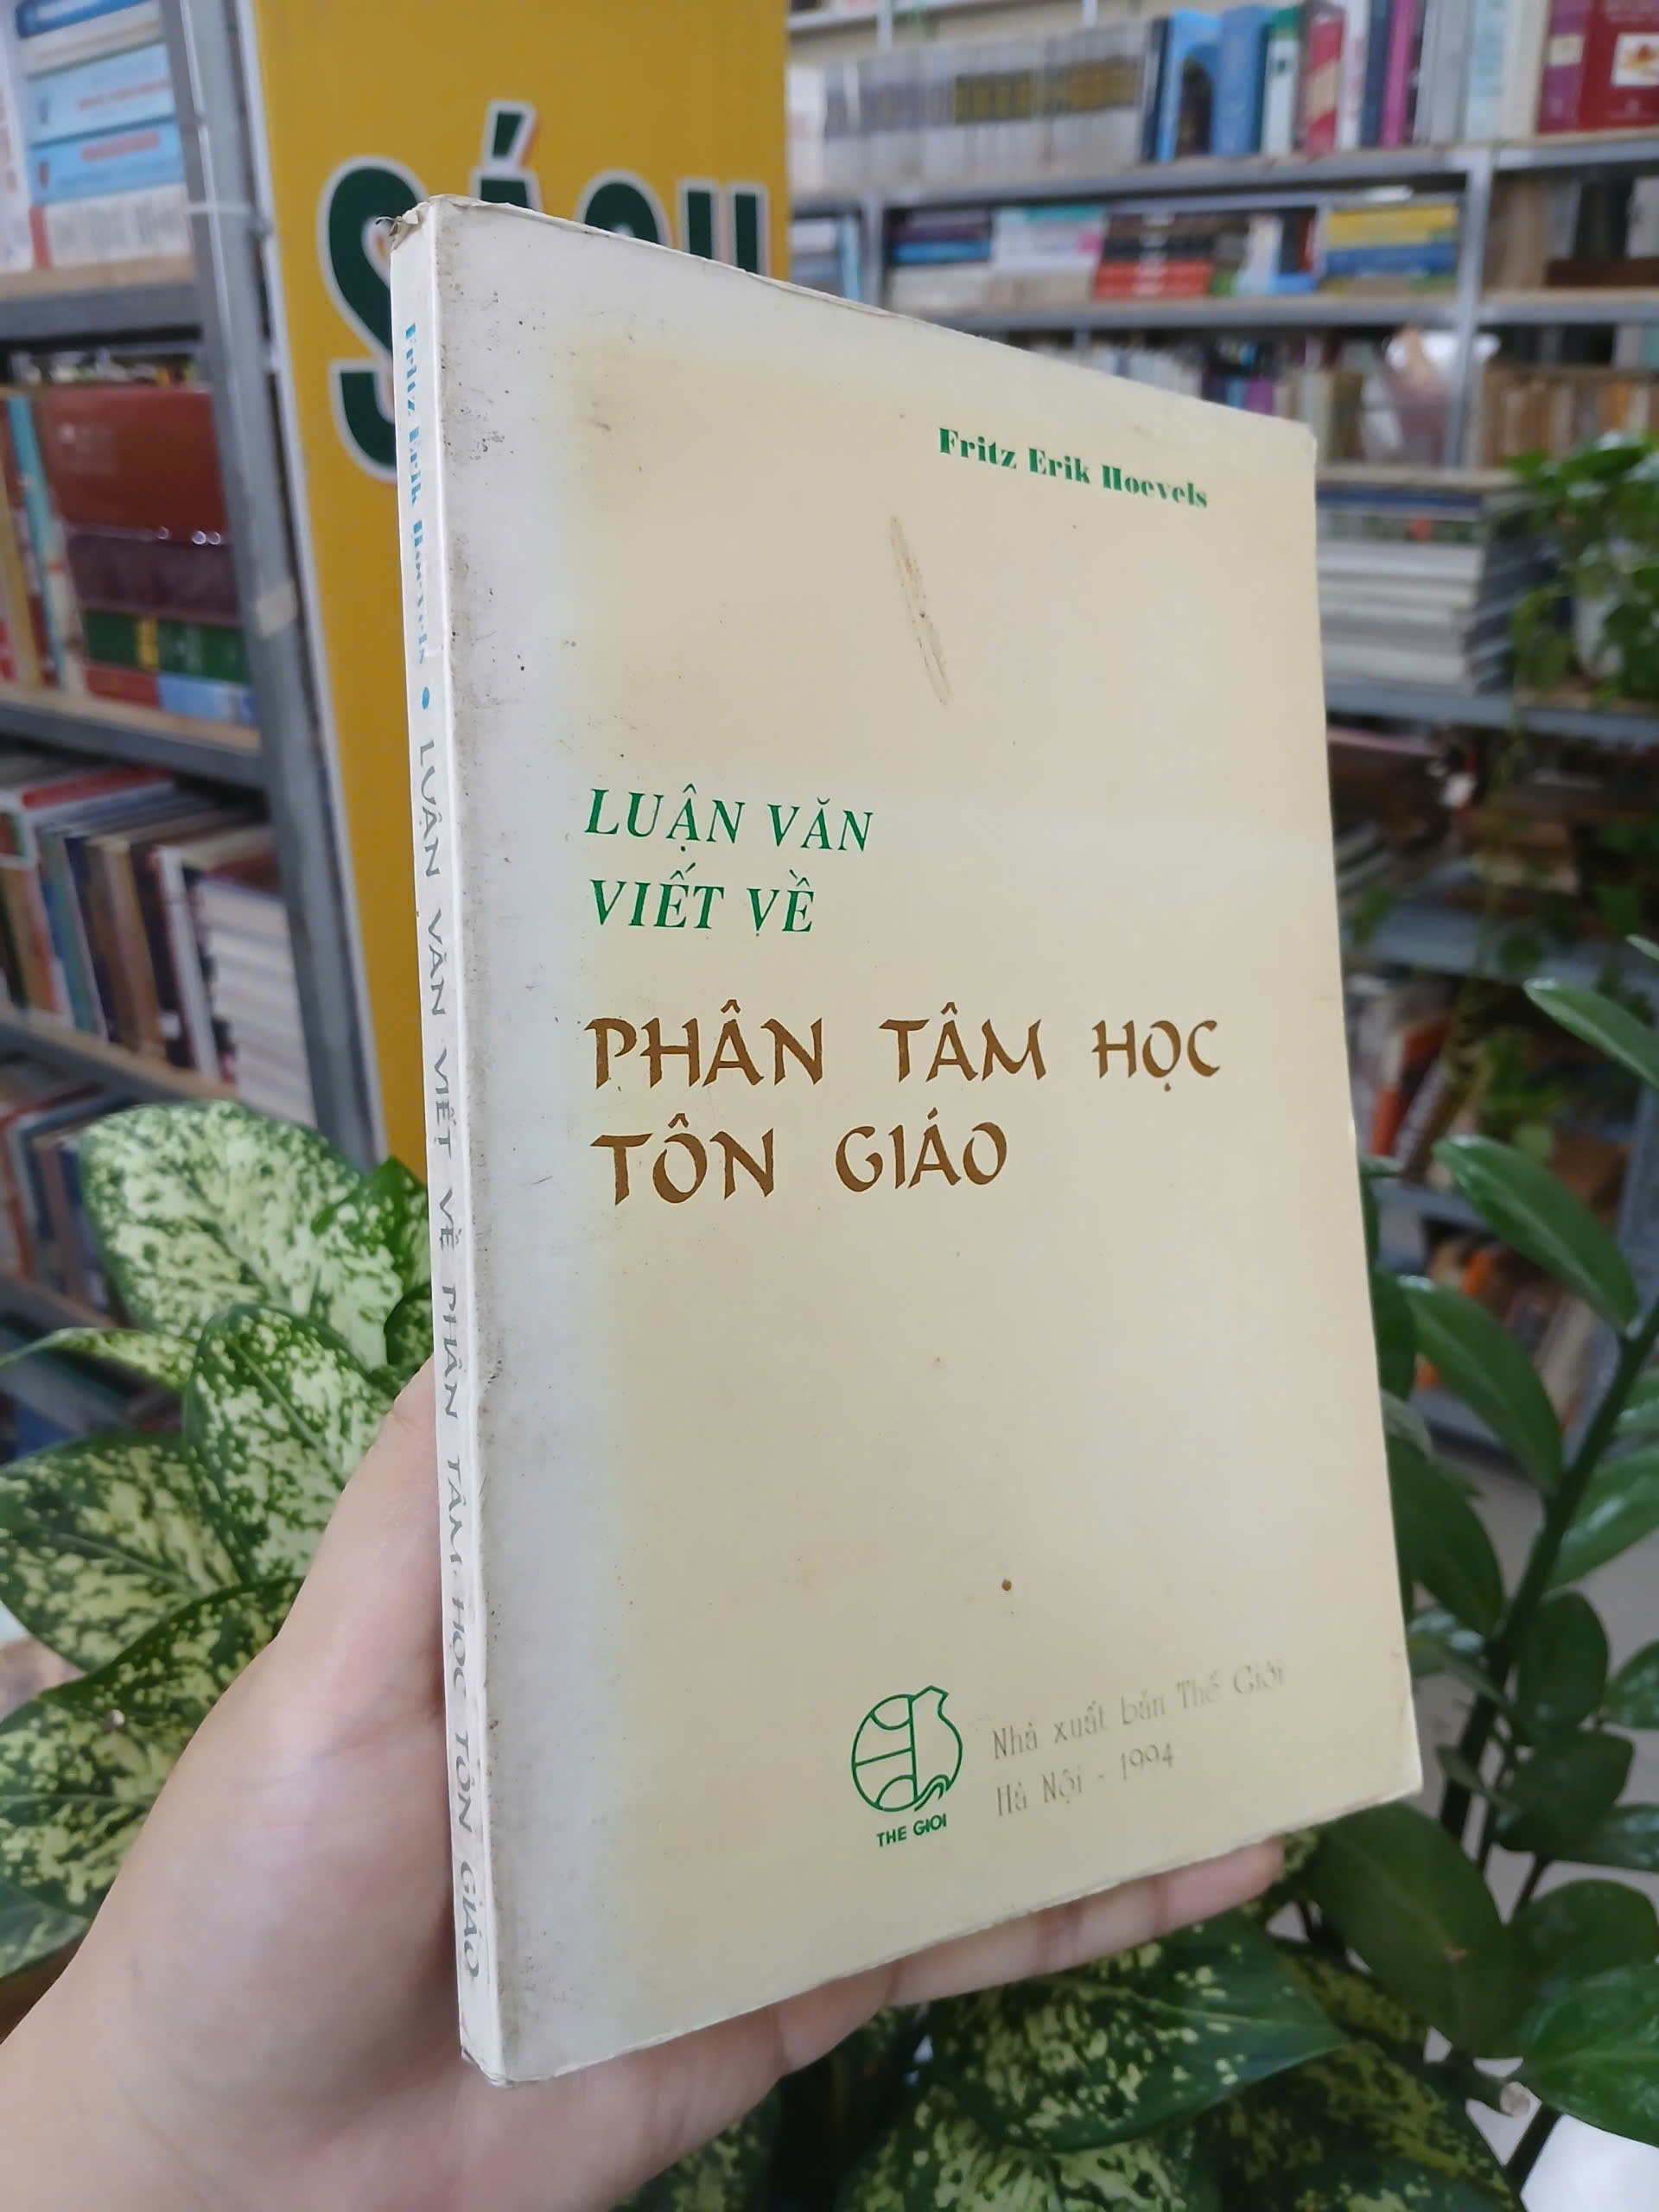 SÁCH
Fritz Erik Hoevels
LUẬN VĂN
VIẾT VỀ
PHÂN TÂM HỌC
TÔN GIÁO
THE GIOI
Nhà xuất bản Thế Giới
Hà Nội - 1994
Fritz Erik Hoevels • LUẬN VĂN VIẾT VỀ PHÂN TÂM HỌC TÔN GIÁO